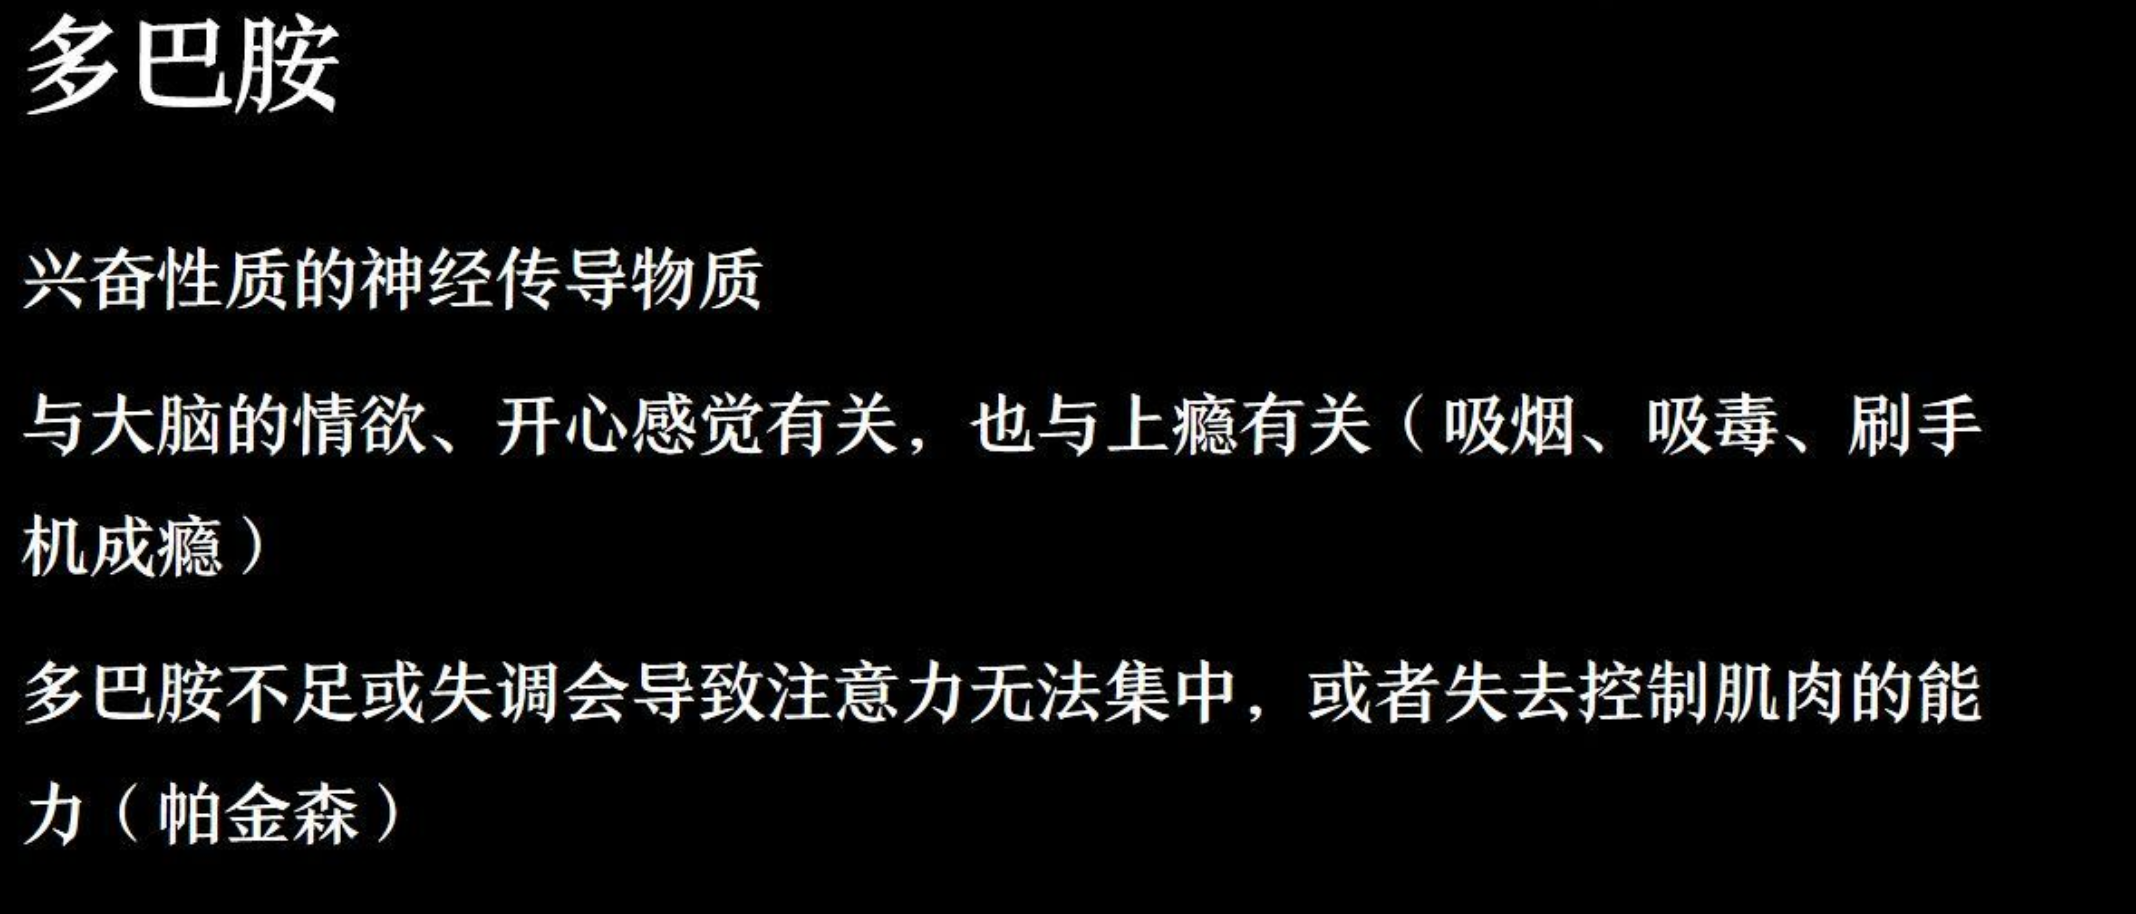 多巴胺
兴奋性质的神经传导物质
与大脑的情欲、开心感觉有关，也与上瘾有关（吸烟、吸毒、刷手
机成瘾）
多巴胺不足或失调会导致注意力无法集中，或者失去控制肌肉的能
力（帕金森）